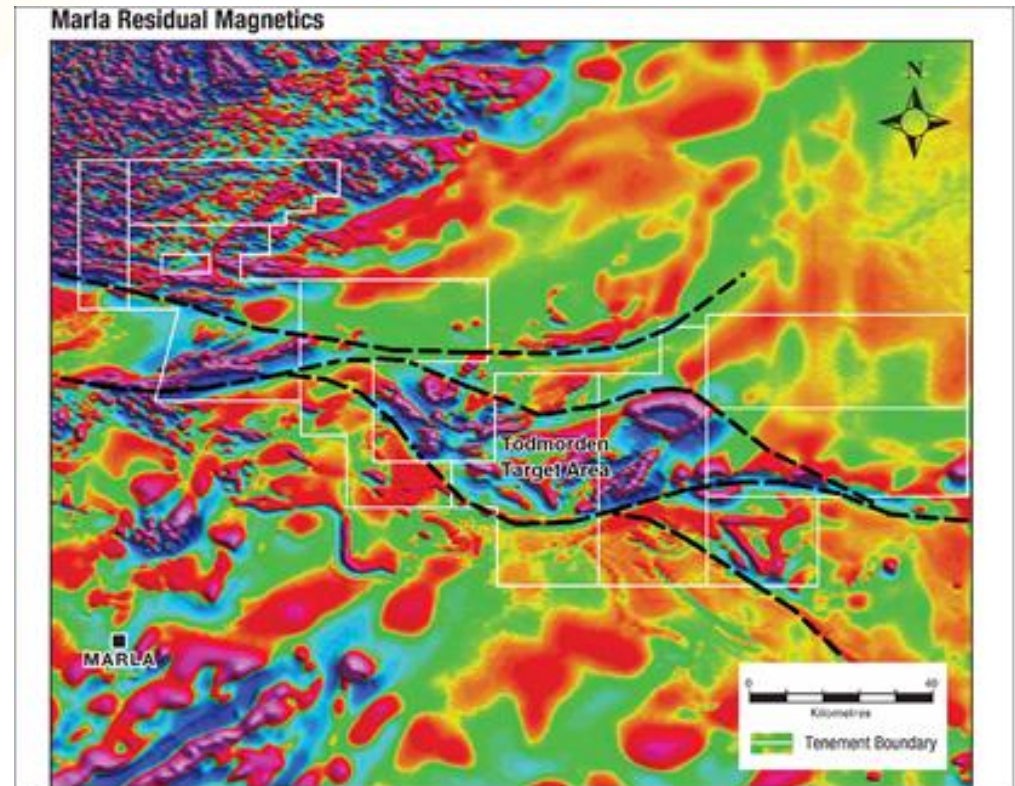 Marla Residual Magnetics
N
Todmorden
Target Area
MARLA
0 40
Kilometres
Tenement Boundary